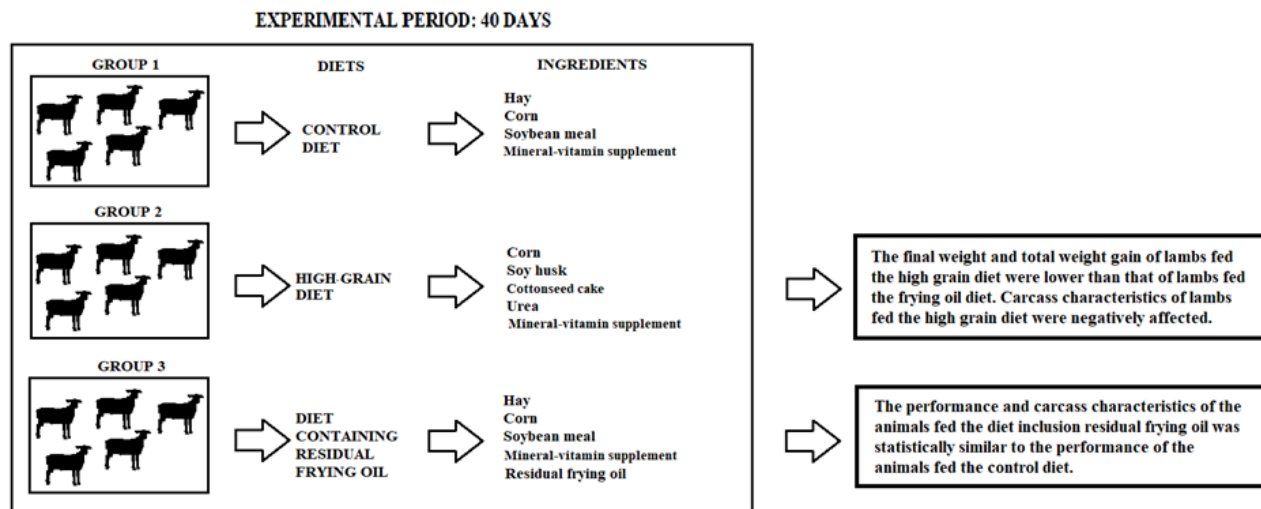 EXPERIMENTAL PERIOD: 40 DAYS
GROUP 1
DIETS
INGREDIENTS
CONTROL
DIET
Hay
Corn
Soybean meal
Mineral-vitamin supplement
GROUP 2
HIGH-GRAIN
DIET
Corn
Soy husk
Cottonseed cake
Urea
Mineral-vitamin supplement
The final weight and total weight gain of lambs fed
the high grain diet were lower than that of lambs fed
the frying oil diet. Carcass characteristics of lambs
fed the high grain diet were negatively affected.
GROUP 3
DIET
CONTAINING
RESIDUAL
FRYING OIL
Hay
Corn
Soybean meal
Mineral-vitamin supplement
Residual frying oil
The performance and carcass characteristics of the
animals fed the diet inclusion residual frying oil was
statistically similar to the performance of the
animals fed the control diet.